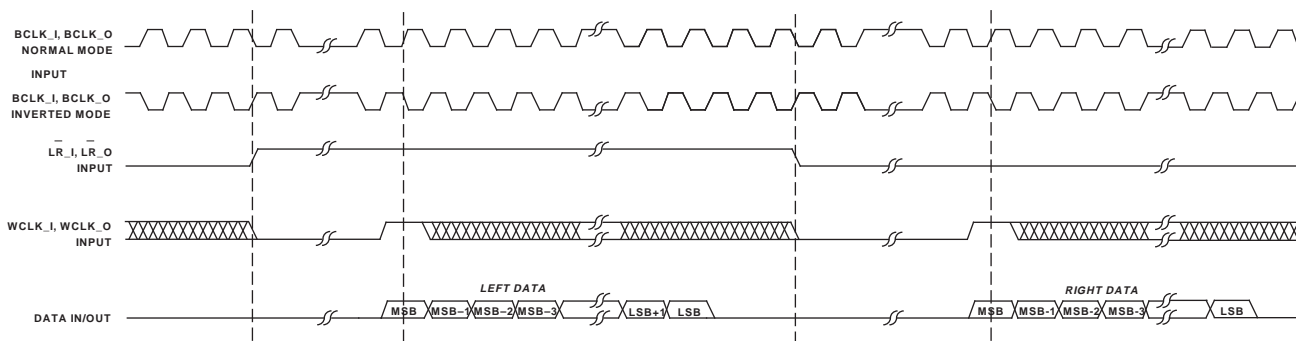 BCLK_I, BCLK_O
NORMAL MODE
INPUT
BCLK_I, BCLK_O
INVERTED MODE
LR_I, LR_O
INPUT
WCLK_I, WCLK_O
INPUT
LEFT DATA
RIGHT DATA
DATA IN/OUT
MSB MSB–1 MSB–2 MSB–3 LSB+1 LSB MSB MSB-1 MSB-2 MSB-3 LSB